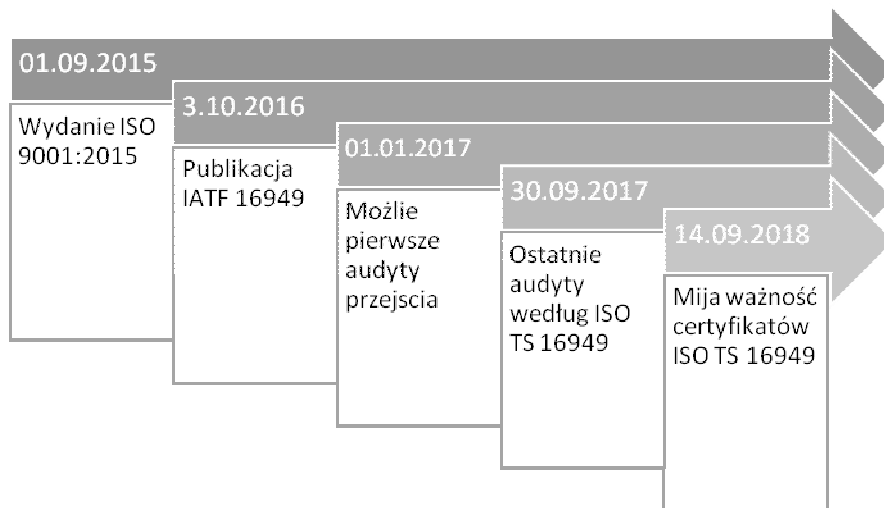 01.09.2015
Wydanie ISO
9001:2015
3.10.2016
Publikacja
IATF 16949
01.01.2017
Możlie
pierwsze
audyty
przejscia
30.09.2017
Ostatnie
audyty
według ISO
TS 16949
14.09.2018
Mija ważność
certyfikatów
ISO TS 16949